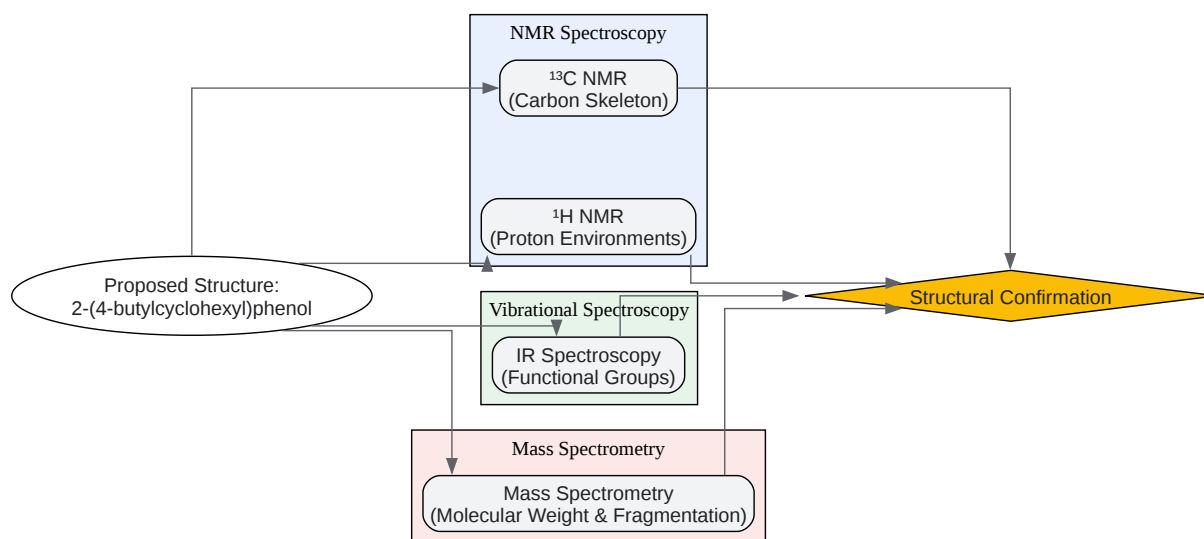 NMR Spectroscopy
¹³C NMR
(Carbon Skeleton)
¹H NMR
(Proton Environments)
Proposed Structure:
2-(4-butylcyclohexyl)phenol
Structural Confirmation
Vibrational Spectroscopy
IR Spectroscopy
(Functional Groups)
Mass Spectrometry
Mass Spectrometry
(Molecular Weight & Fragmentation)